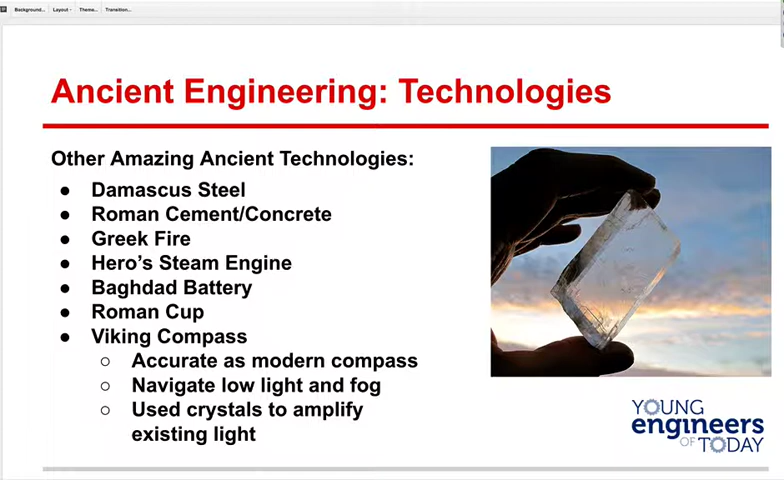 Background...
Layout
Theme...
Transition...
Ancient Engineering: Technologies
Other Amazing Ancient Technologies:
● Damascus Steel
● Roman Cement/Concrete
● Greek Fire
● Hero's Steam Engine
● Baghdad Battery
● Roman Cup
● Viking Compass
○ Accurate as modern compass
○ Navigate low light and fog
○ Used crystals to amplify
existing light
YOUNG
engineers
OF TODAY